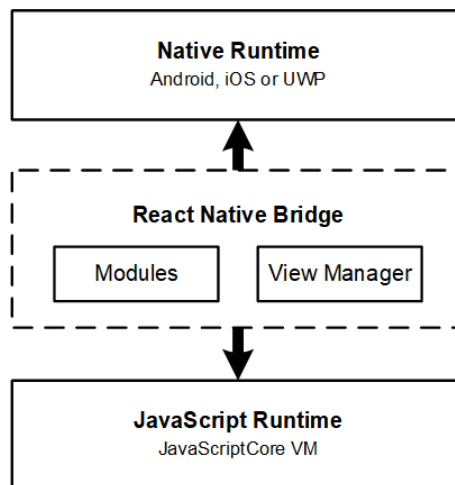 Native Runtime
Android, iOS or UWP
React Native Bridge
Modules
View Manager
JavaScript Runtime
JavaScriptCore VM